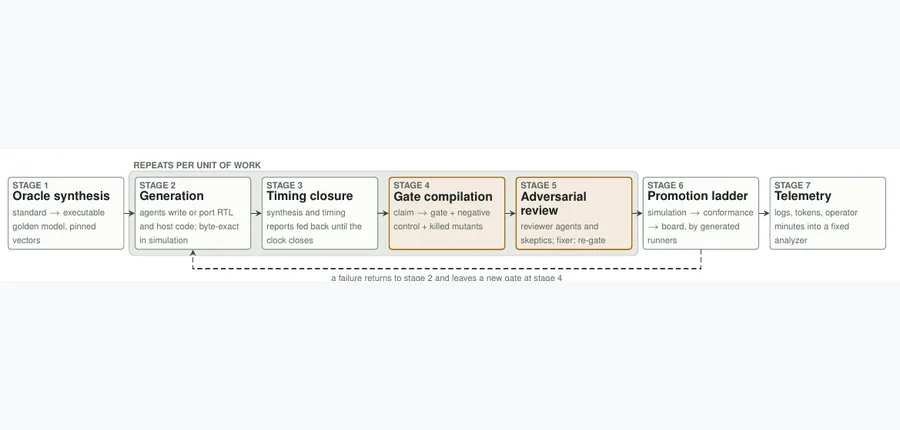 REPEATS PER UNIT OF WORK
STAGE 1
Oracle synthesis
standard → executable
golden model, pinned
vectors
STAGE 2
Generation
agents write or port RTL
and host code; byte-exact
in simulation
STAGE 3
Timing closure
synthesis and timing
reports fed back until the
clock closes
STAGE 4
Gate compilation
claim → gate + negative
control + killed mutants
STAGE 5
Adversarial
review
reviewer agents and
skeptics; fixer; re-gate
STAGE 6
Promotion ladder
simulation → conformance
→ board, by generated
runners
STAGE 7
Telemetry
logs, tokens, operator
minutes into a fixed
analyzer
a failure returns to stage 2 and leaves a new gate at stage 4